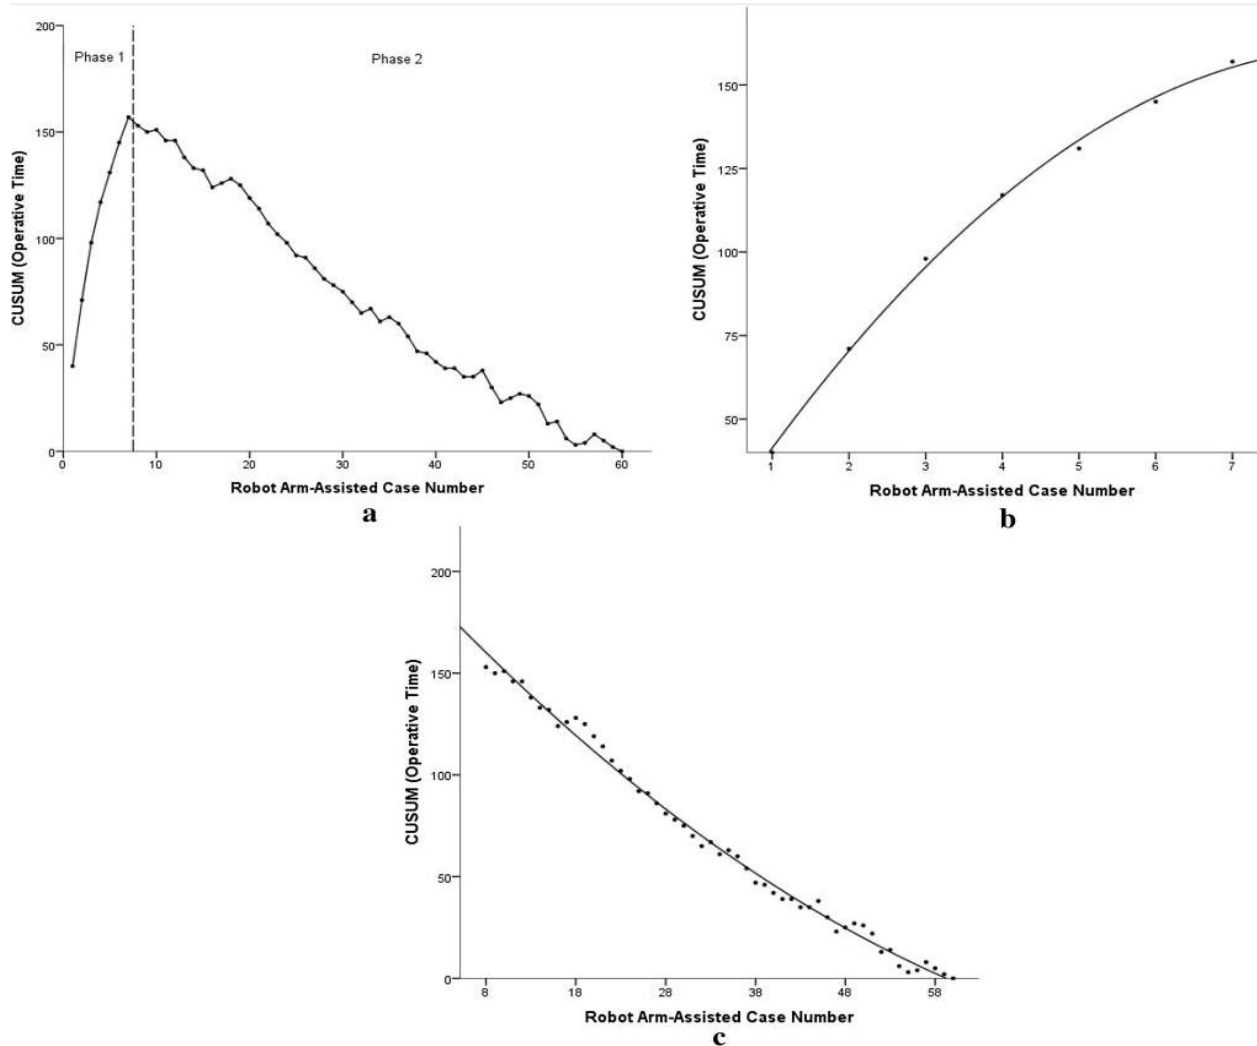 200
Phase 1
Phase 2
150
100
50
0
CUSUM (Operative Time)
0 10 20 30 40 50 60
Robot Arm-Assisted Case Number
a
150
125
100
75
50
CUSUM (Operative Time)
1 2 3 4 5 6 7
Robot Arm-Assisted Case Number
b
200
150
100
50
0
CUSUM (Operative Time)
8 18 28 38 48 58
Robot Arm-Assisted Case Number
c